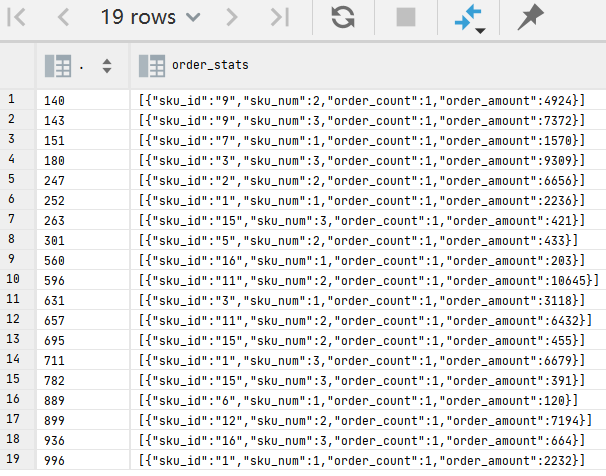 19 rows
. order_stats
1 140 [{"sku_id":"9","sku_num":2,"order_count":1,"order_amount":4924}]
2 143 [{"sku_id":"9","sku_num":3,"order_count":1,"order_amount":7372}]
3 151 [{"sku_id":"7","sku_num":1,"order_count":1,"order_amount":1570}]
4 180 [{"sku_id":"3","sku_num":3,"order_count":1,"order_amount":9309}]
5 247 [{"sku_id":"2","sku_num":2,"order_count":1,"order_amount":6656}]
6 252 [{"sku_id":"1","sku_num":1,"order_count":1,"order_amount":2236}]
7 263 [{"sku_id":"15","sku_num":3,"order_count":1,"order_amount":421}]
8 301 [{"sku_id":"5","sku_num":2,"order_count":1,"order_amount":433}]
9 560 [{"sku_id":"16","sku_num":1,"order_count":1,"order_amount":203}]
10 596 [{"sku_id":"11","sku_num":2,"order_count":1,"order_amount":10645}]
11 631 [{"sku_id":"3","sku_num":1,"order_count":1,"order_amount":3118}]
12 657 [{"sku_id":"11","sku_num":2,"order_count":1,"order_amount":6432}]
13 695 [{"sku_id":"15","sku_num":2,"order_count":1,"order_amount":455}]
14 711 [{"sku_id":"1","sku_num":3,"order_count":1,"order_amount":6679}]
15 782 [{"sku_id":"15","sku_num":3,"order_count":1,"order_amount":391}]
16 889 [{"sku_id":"6","sku_num":1,"order_count":1,"order_amount":120}]
17 899 [{"sku_id":"12","sku_num":2,"order_count":1,"order_amount":7194}]
18 936 [{"sku_id":"16","sku_num":3,"order_count":1,"order_amount":664}]
19 996 [{"sku_id":"1","sku_num":1,"order_count":1,"order_amount":2232}]